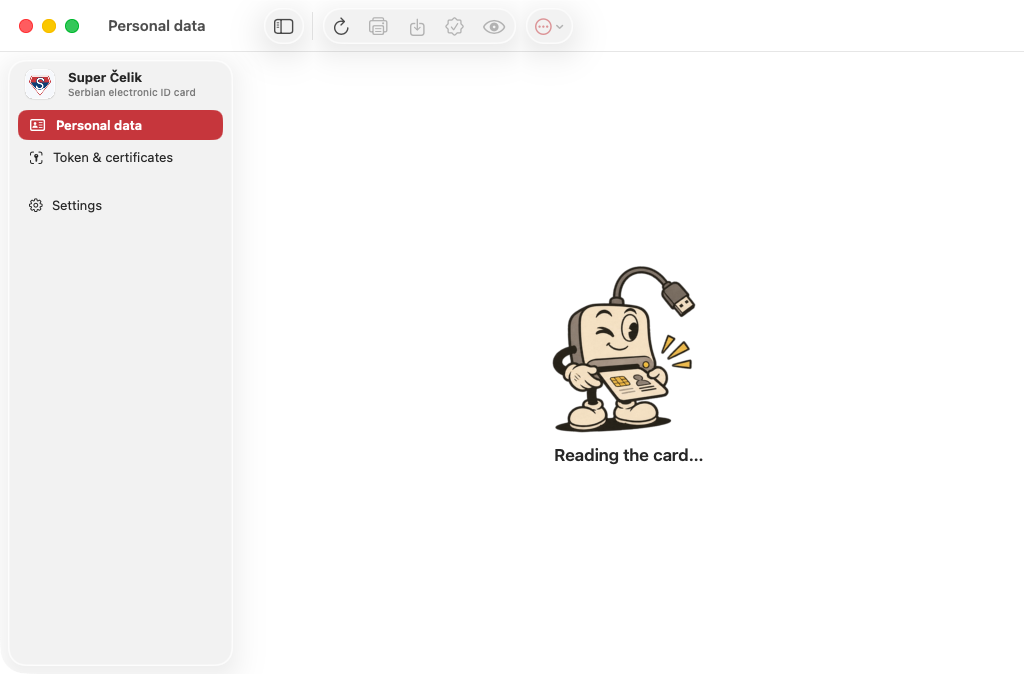 Personal data
Super Čelik
Serbian electronic ID card
Personal data
Token & certificates
Settings
Reading the card...